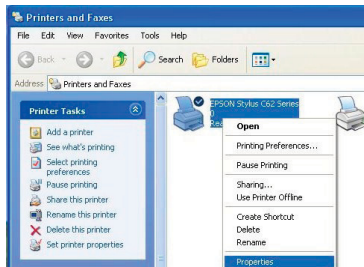 Printers and Faxes
File Edit View Favorites Tools Help
Back Search Folders
Address Printers and Faxes
Printer Tasks
Add a printer
See what's printing
Select printing
preferences
Pause printing
Share this printer
Rename this printer
Delete this printer
Set printer properties
EPSON Stylus C62 Series
0
Rea
Open
Printing Preferences...
Pause Printing
Sharing...
Use Printer Offline
Create Shortcut
Delete
Rename
Properties